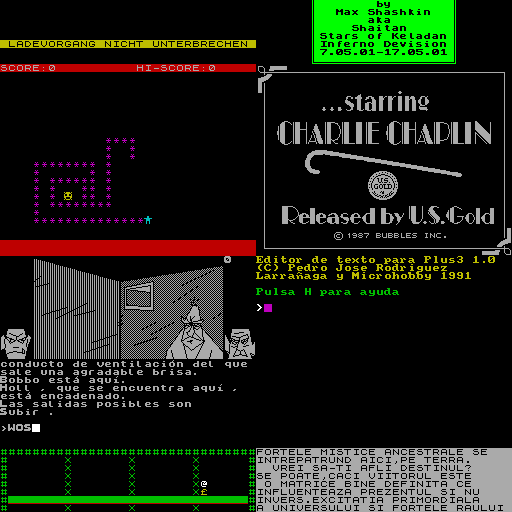 LADEVORGANG NICHT UNTERBRECHEN
SCORE:0 HI-SCORE:0
by
Max Shashkin
aka
Shaitan
Stars of Keladan
Inferno Devision
7.05.01-17.05.01
...starring
CHARLIE CHAPLIN
U.S.
GOLD
Released by U.S.Gold
© 1987 BUBBLES INC.
0
conducto de ventilación del que
sale una agradable brisa.
Bobbo está aquí.
Holl , que se encuentra aquí ,
está encadenado.
Las salidas posibles son
Subir .
>WOS
Editor de texto para Plus3 1.0
(C) Pedro Jose Rodriguez
Larrañaga y Microhobby 1991
Pulsa H para ayuda
>
FORTELE MISTICE ANCESTRALE SE
INTREPATRUND AICI,PE TERRA.
VREI SA-TI AFLI DESTINUL?
SE POATE,CACI VIITORUL ESTE
O MATRICE BINE DEFINITA CE
INFLUENTEAZA PREZENTUL SI NU
INVERS.EXCITATIA PRIMORDIALA
A UNIVERSULUI SI FORTELE RAULUI